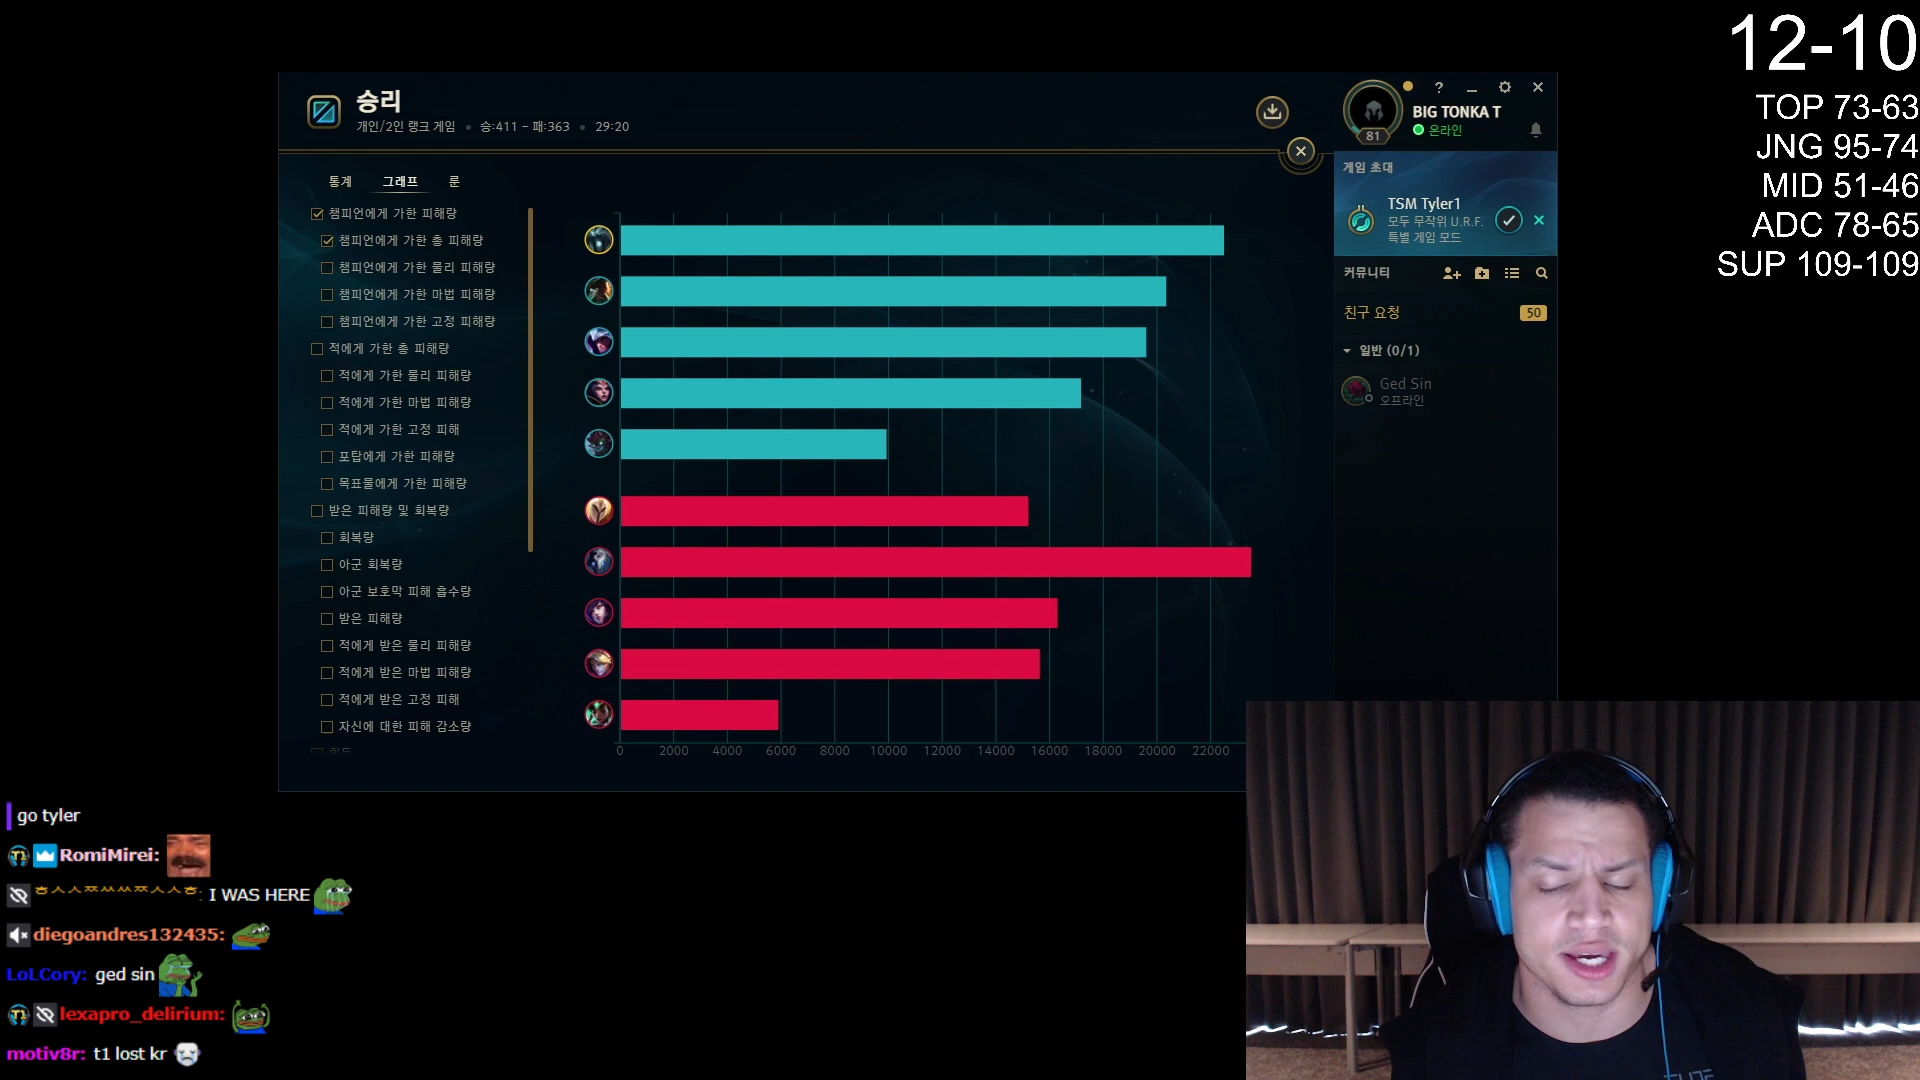 12-10
TOP 73-63
JNG 95-74
MID 51-46
ADC 78-65
SUP 109-109
승리
개인/2인 랭크 게임 • 승:411 - 패:363 • 29:20
통계 그래프 룬
챔피언에게 가한 피해량
챔피언에게 가한 총 피해량
챔피언에게 가한 물리 피해량
챔피언에게 가한 마법 피해량
챔피언에게 가한 고정 피해량
적에게 가한 총 피해량
적에게 가한 물리 피해량
적에게 가한 마법 피해량
적에게 가한 고정 피해
포탑에게 가한 피해량
목표물에게 가한 피해량
받은 피해량 및 회복량
회복량
아군 회복량
아군 보호막 피해 흡수량
받은 피해량
적에게 받은 물리 피해량
적에게 받은 마법 피해량
적에게 받은 고정 피해
자신에 대한 피해 감소량
0 2000 4000 6000 8000 10000 12000 14000 16000 18000 20000 22000
?
BIG TONKA T
81
온라인
게임 초대
TSM Tyler1
모두 무작위 U.R.F.
특별 게임 모드
커뮤니티
친구 요청 50
일반 (0/1)
Ged Sin
오프라인
go tyler
RomiMirei:
I WAS HERE
diegoandres132435:
LoLCory: ged sin
lexapro_delirium:
motiv8r: t1 lost kr